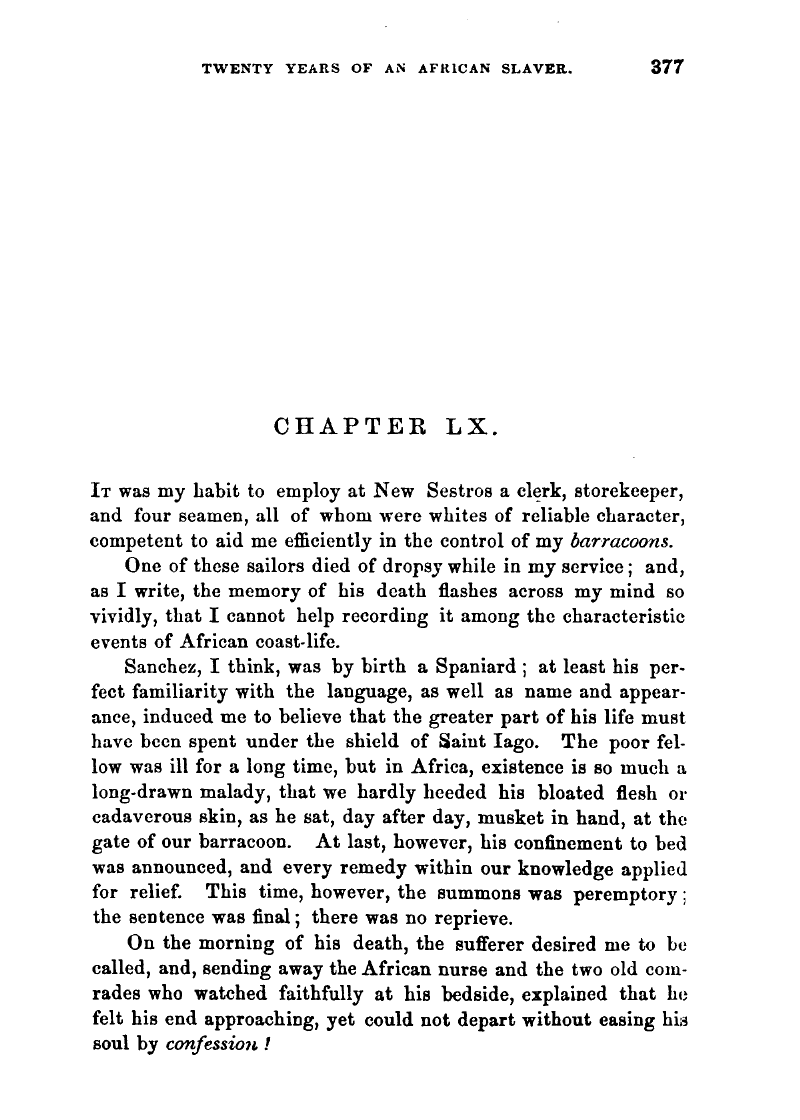 TWENTY YEARS OF AN AFRICAN SLAVER. 377
CHAPTER LX.
IT was my habit to employ at New Sestros a clerk, storekeeper,
and four seamen, all of whom were whites of reliable character,
competent to aid me efficiently in the control of my barracoons.
One of these sailors died of dropsy while in my service; and,
as I write, the memory of his death flashes across my mind so
vividly, that I cannot help recording it among the characteristic
events of African coast-life.
Sanchez, I think, was by birth a Spaniard; at least his per-
fect familiarity with the language, as well as name and appear-
ance, induced me to believe that the greater part of his life must
have been spent under the shield of Saint Iago. The poor fel-
low was ill for a long time, but in Africa, existence is so much a
long-drawn malady, that we hardly heeded his bloated flesh or
cadaverous skin, as he sat, day after day, musket in hand, at the
gate of our barracoon. At last, however, his confinement to bed
was announced, and every remedy within our knowledge applied
for relief. This time, however, the summons was peremptory;
the sentence was final; there was no reprieve.
On the morning of his death, the sufferer desired me to be
called, and, sending away the African nurse and the two old com-
rades who watched faithfully at his bedside, explained that he
felt his end approaching, yet could not depart without easing his
soul by confession!